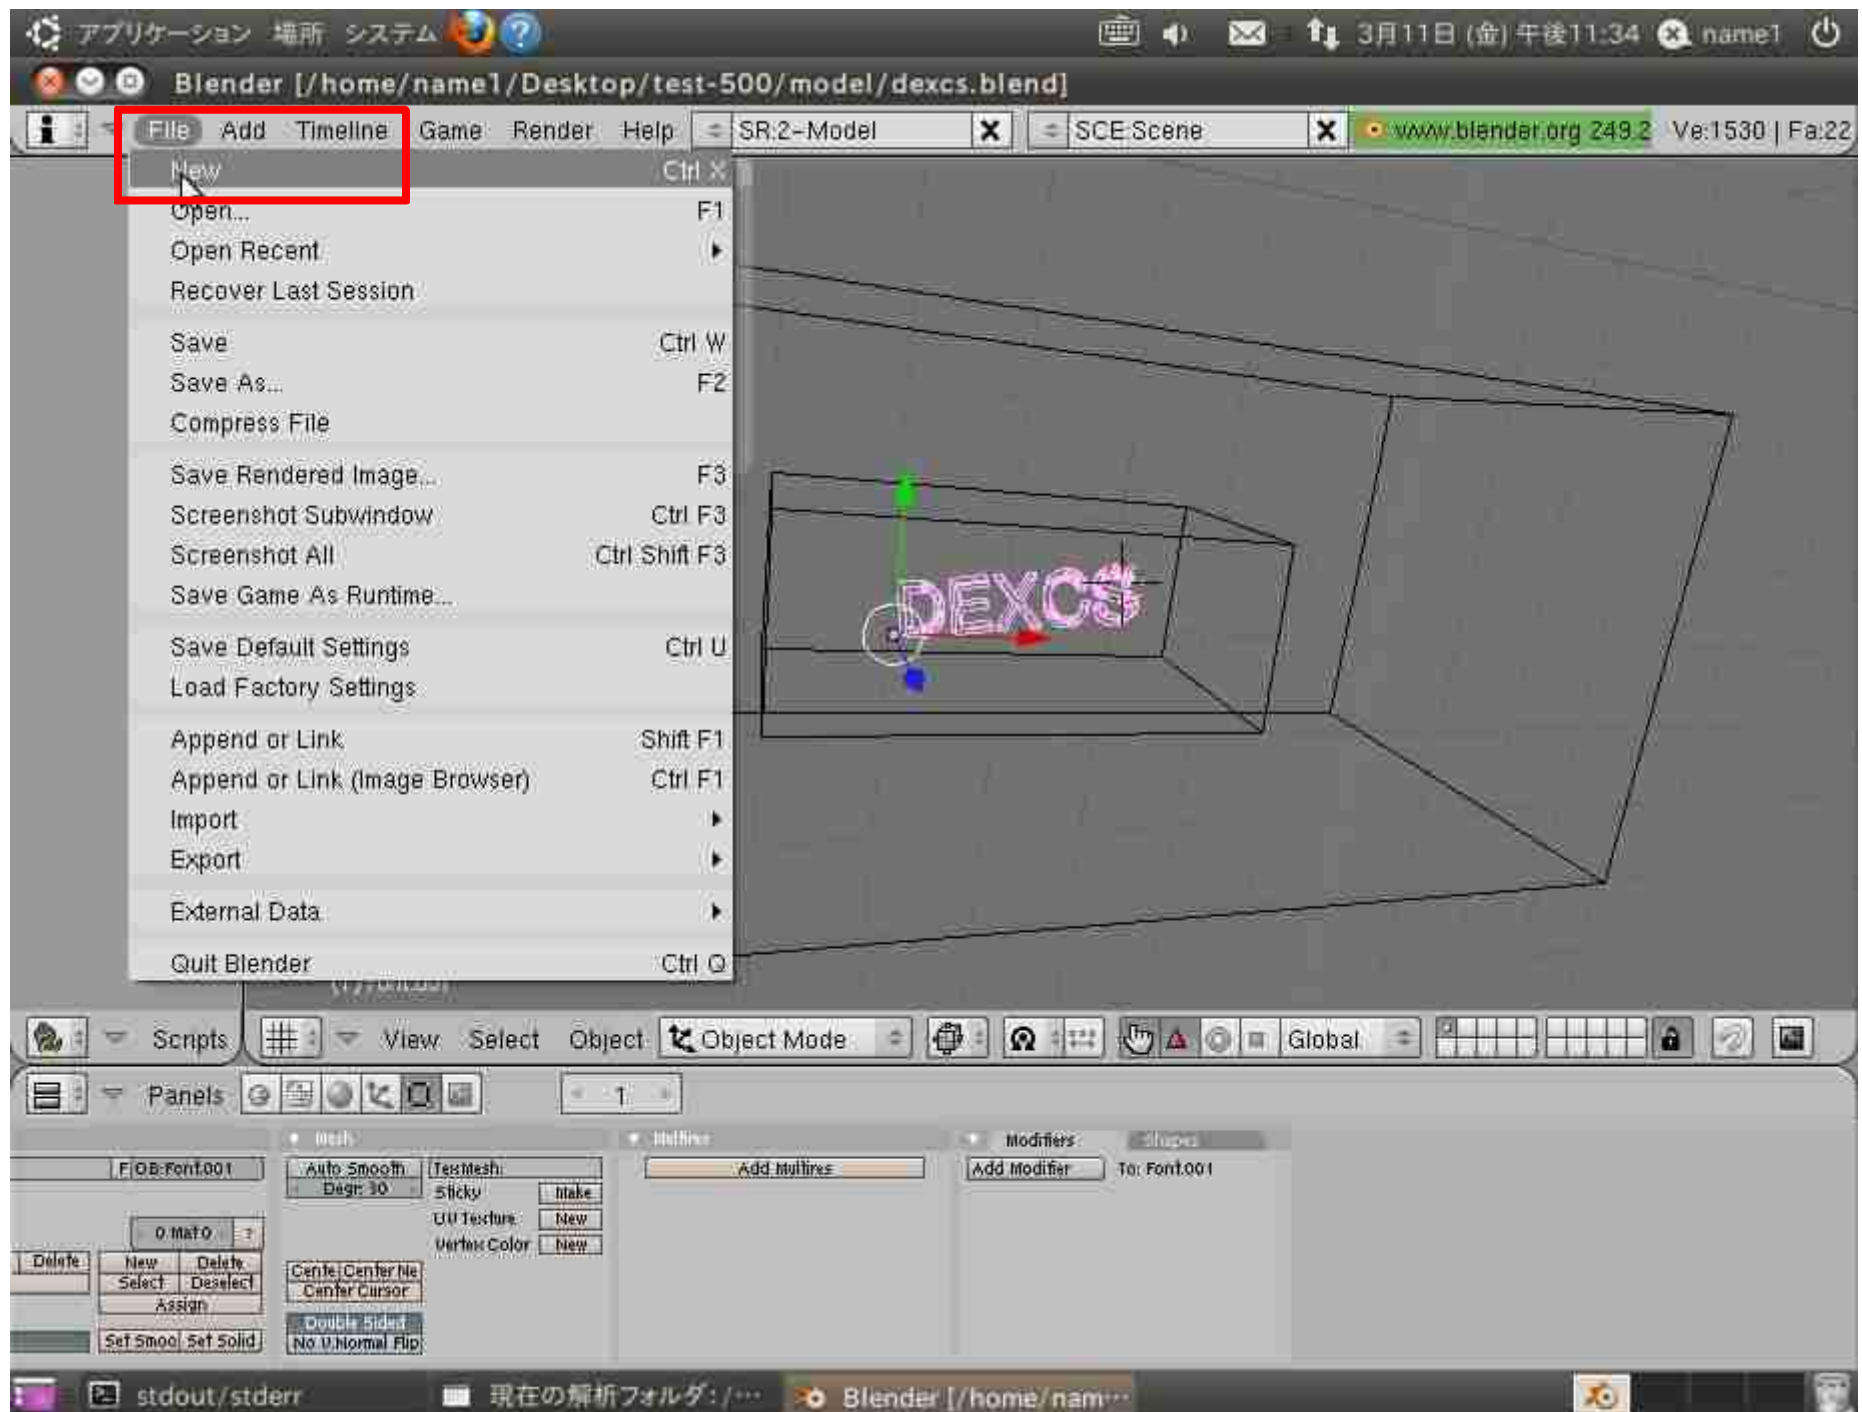 アプリケーション 場所 システム 3月11日 (金) 午後11:34 name1
Blender [/home/name1/Desktop/test-500/model/dexcs.blend]
File Add Timeline Game Render Help SR:2-Model SCE:Scene www.blender.org 249.2 Ve:1530 | Fa:22
New Ctrl X
Open... F1
Open Recent
Recover Last Session
Save Ctrl W
Save As... F2
Compress File
Save Rendered Image... F3
Screenshot Subwindow Ctrl F3
Screenshot All Ctrl Shift F3
Save Game As Runtime...
Save Default Settings Ctrl U
Load Factory Settings
Append or Link Shift F1
Append or Link (Image Browser) Ctrl F1
Import
Export
External Data
Quit Blender Ctrl Q
DEXCS
Scripts View Select Object Object Mode Global
Panels 1
Mesh Multires Modifiers Shapes
F OB:Font.001 Auto Smooth TexMesh: Add Multires Add Modifier To: Font.001
Degr: 30 Sticky Make
UV Texture New
0 Mat 0 ? Vertex Color New
Delete New Delete Cente Center Ne
Select Deselect Center Cursor
Assign
Double Sided
Set Smoo Set Solid No V.Normal Flip
stdout/stderr 現在の解析フォルダ:/… Blender [/home/nam…